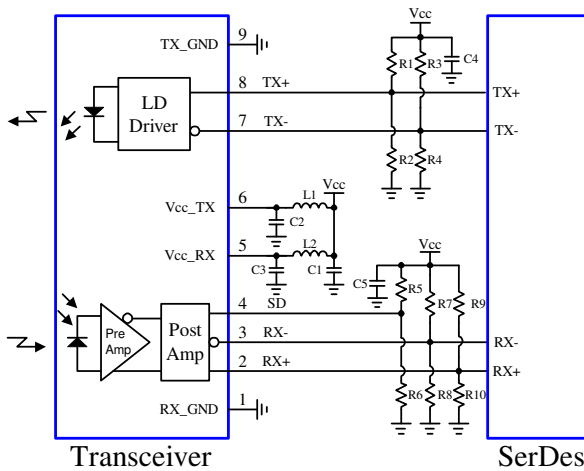 Vcc
9
TX_GND
R1 R3 C4
8 TX+ TX+
LD
Driver
7 TX- TX-
R2 R4
Vcc
6 L1
Vcc_TX
C2
5 L2 Vcc
Vcc_RX
C3 C1 C5 R5
4 R7 R9
SD
Pre
Amp
Post
Amp
3 RX- RX-
2 RX+ RX+
R6 R8 R10
1
RX_GND
Transceiver SerDes